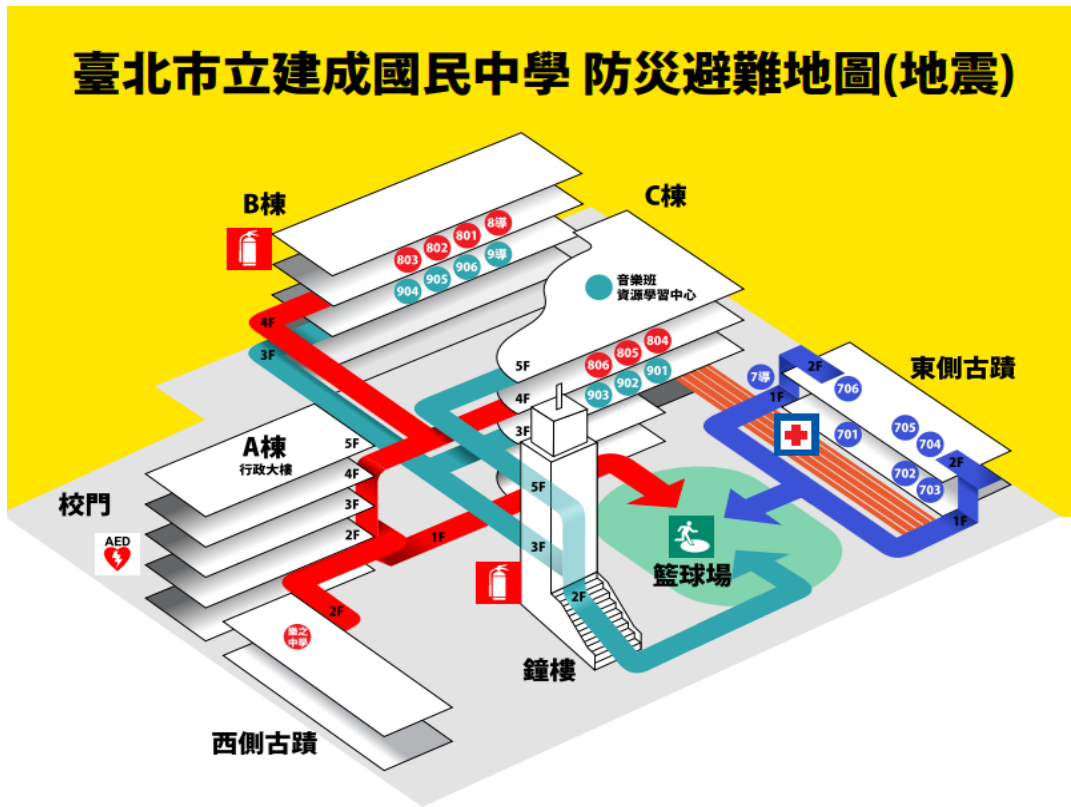 臺北市立建成國民中學 防災避難地圖(地震)
B棟
C棟
8導
801
802
803
9導
906
905
904
音樂班
資源學習中心
4F
3F
804
805
806
901
902
903
5F
4F
3F
東側古蹟
2F
7導
706
1F
705
704
701
2F
702
703
1F
A棟
行政大樓
5F
4F
3F
2F
校門
AED
1F
5F
3F
2F
籃球場
2F
樂之
中學
鐘樓
西側古蹟